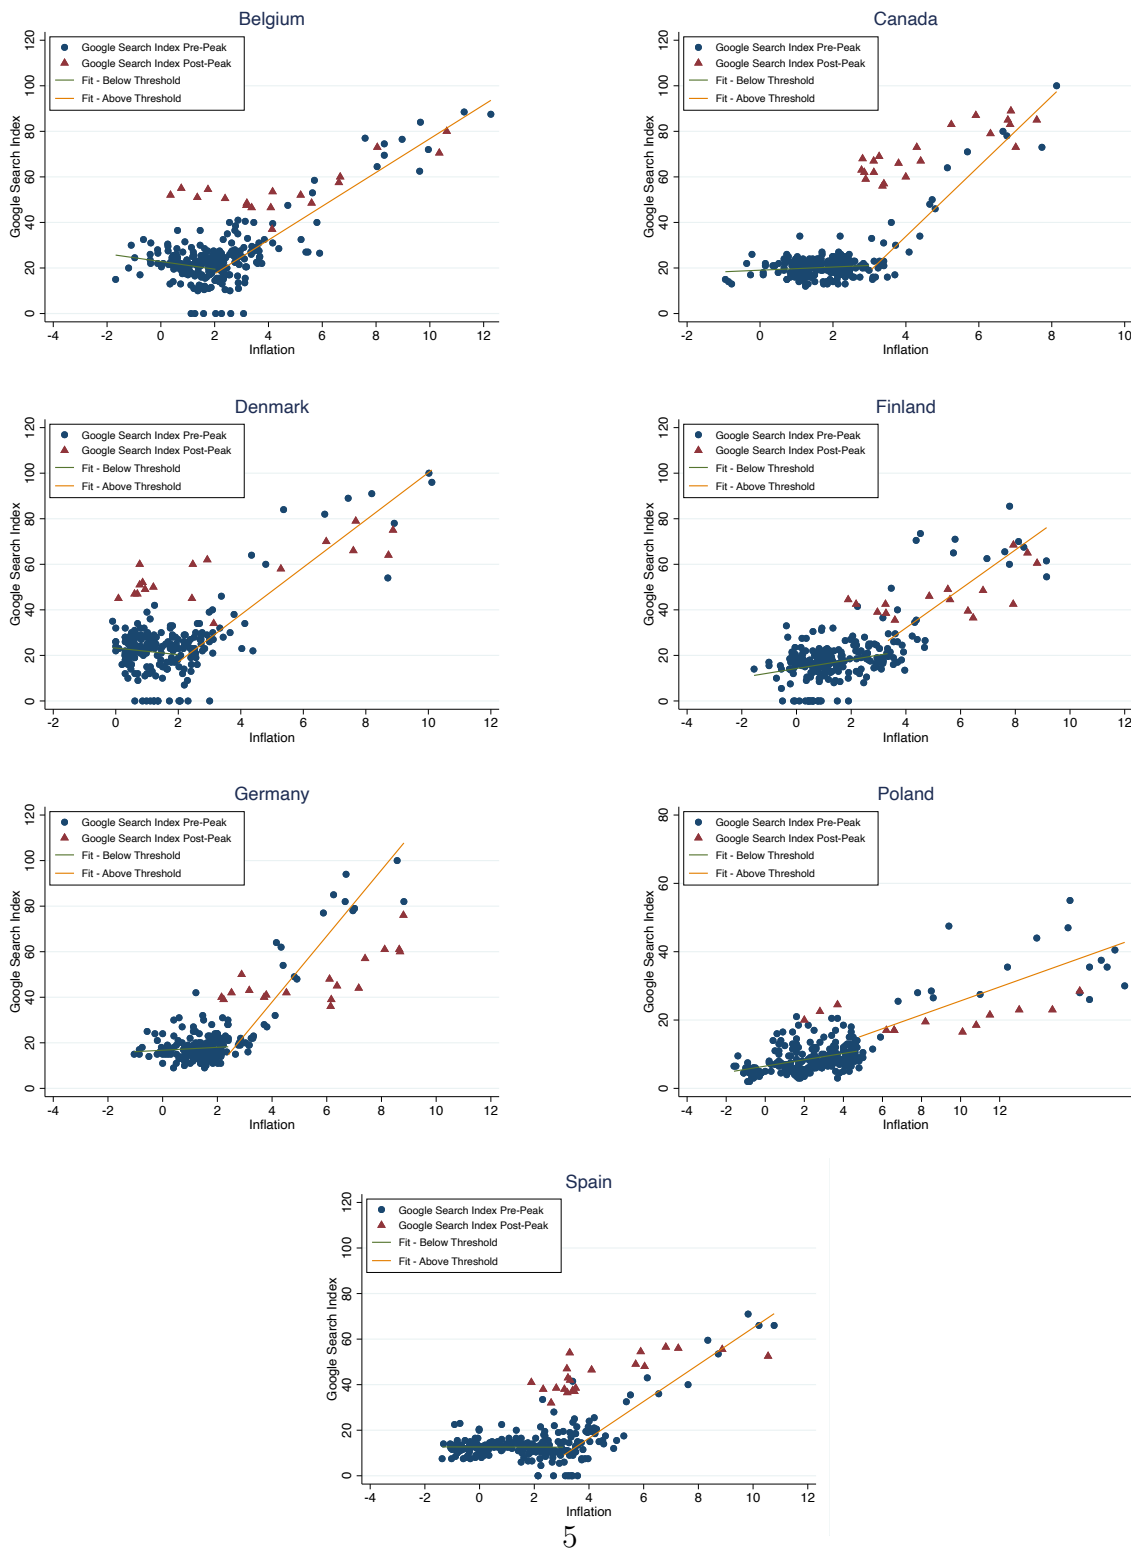 Belgium
Google Search Index
120
100
80
60
40
20
0
Google Search Index Pre-Peak
Google Search Index Post-Peak
Fit - Below Threshold
Fit - Above Threshold
-4 -2 0 2 4 6 8 10 12
Inflation
Canada
Google Search Index
120
100
80
60
40
20
0
Google Search Index Pre-Peak
Google Search Index Post-Peak
Fit - Below Threshold
Fit - Above Threshold
-2 0 2 4 6 8 10
Inflation
Denmark
Google Search Index
120
100
80
60
40
20
0
Google Search Index Pre-Peak
Google Search Index Post-Peak
Fit - Below Threshold
Fit - Above Threshold
-2 0 2 4 6 8 10 12
Inflation
Finland
Google Search Index
120
100
80
60
40
20
0
Google Search Index Pre-Peak
Google Search Index Post-Peak
Fit - Below Threshold
Fit - Above Threshold
-4 -2 0 2 4 6 8 10 12
Inflation
Germany
Google Search Index
120
100
80
60
40
20
0
Google Search Index Pre-Peak
Google Search Index Post-Peak
Fit - Below Threshold
Fit - Above Threshold
-2 0 2 4 6 8 10 12
Inflation
Poland
Google Search Index
80
60
40
20
0
Google Search Index Pre-Peak
Google Search Index Post-Peak
Fit - Below Threshold
Fit - Above Threshold
-4 -2 0 2 4 6 8 10 12
Inflation
Spain
Google Search Index
120
100
80
60
40
20
0
Google Search Index Pre-Peak
Google Search Index Post-Peak
Fit - Below Threshold
Fit - Above Threshold
-4 -2 0 2 4 6 8 10 12
Inflation
5